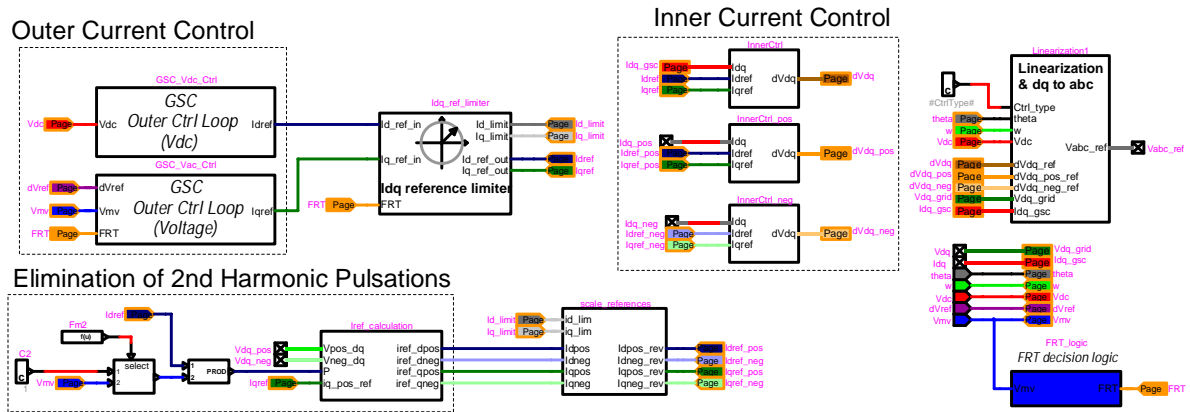 Outer Current Control
GSC_Vdc_Ctrl
GSC
Outer Ctrl Loop
(Vdc)
Vdc Page Vdc
Idref
GSC_Vac_Ctrl
GSC
Outer Ctrl Loop
(Voltage)
dVref Page dVref
Vmv Page Vmv
FRT Page FRT
Iqref
Idq_ref_limiter
Id_ref_in
Iq_ref_in
Id_limit Page Id_limit
Iq_limit Page Iq_limit
Id_ref_out Page Idref
Iq_ref_out Page Iqref
Idq reference limiter
FRT Page FRT
Inner Current Control
InnerCtrl
Idq_gsc Page Idq
Idref Page Idref
Iqref Page Iqref
dVdq Page dVdq
InnerCtrl_pos
Idq_pos Idq
Idref_pos Page Idref
Iqref_pos Page Iqref
dVdq Page dVdq_pos
InnerCtrl_neg
Idq_neg Idq
Idref_neg Page Idref
Iqref_neg Page Iqref
dVdq Page dVdq_neg
Linearization1
Linearization
& dq to abc
C
#CtrlType#
Ctrl_type
theta Page theta
w Page w
Vdc Page Vdc
Vabc_ref Vabc_ref
dVdq Page dVdq_ref
dVdq_pos Page dVdq_pos_ref
dVdq_neg Page dVdq_neg_ref
Vdq_grid Page Vdq_grid
Idq_gsc Page Idq_gsc
Vdq Page Vdq_grid
Idq Page Idq_gsc
theta Page theta
w Page w
Vdc Page Vdc
dVref Page dVref
Vmv Page Vmv
FRT_logic
FRT decision logic
Vmv FRT Page FRT
Elimination of 2nd Harmonic Pulsations
Idref Page
Fm2
f(u)
C2
C
1
Vmv Page
1
2
select
1
2
PROD
Iref_calculation
Vdq_pos Vpos_dq
Vdq_neg Vneg_dq
P
Iqref Page iq_pos_ref
iref_dpos
iref_dneg
iref_qpos
iref_qneg
scale_references
Id_limit Page id_lim
Iq_limit Page iq_lim
Idpos
Idneg
Iqpos
Iqneg
Idpos_rev Page Idref_pos
Idneg_rev Page Idref_neg
Iqpos_rev Page Iqref_pos
Iqneg_rev Page Iqref_neg